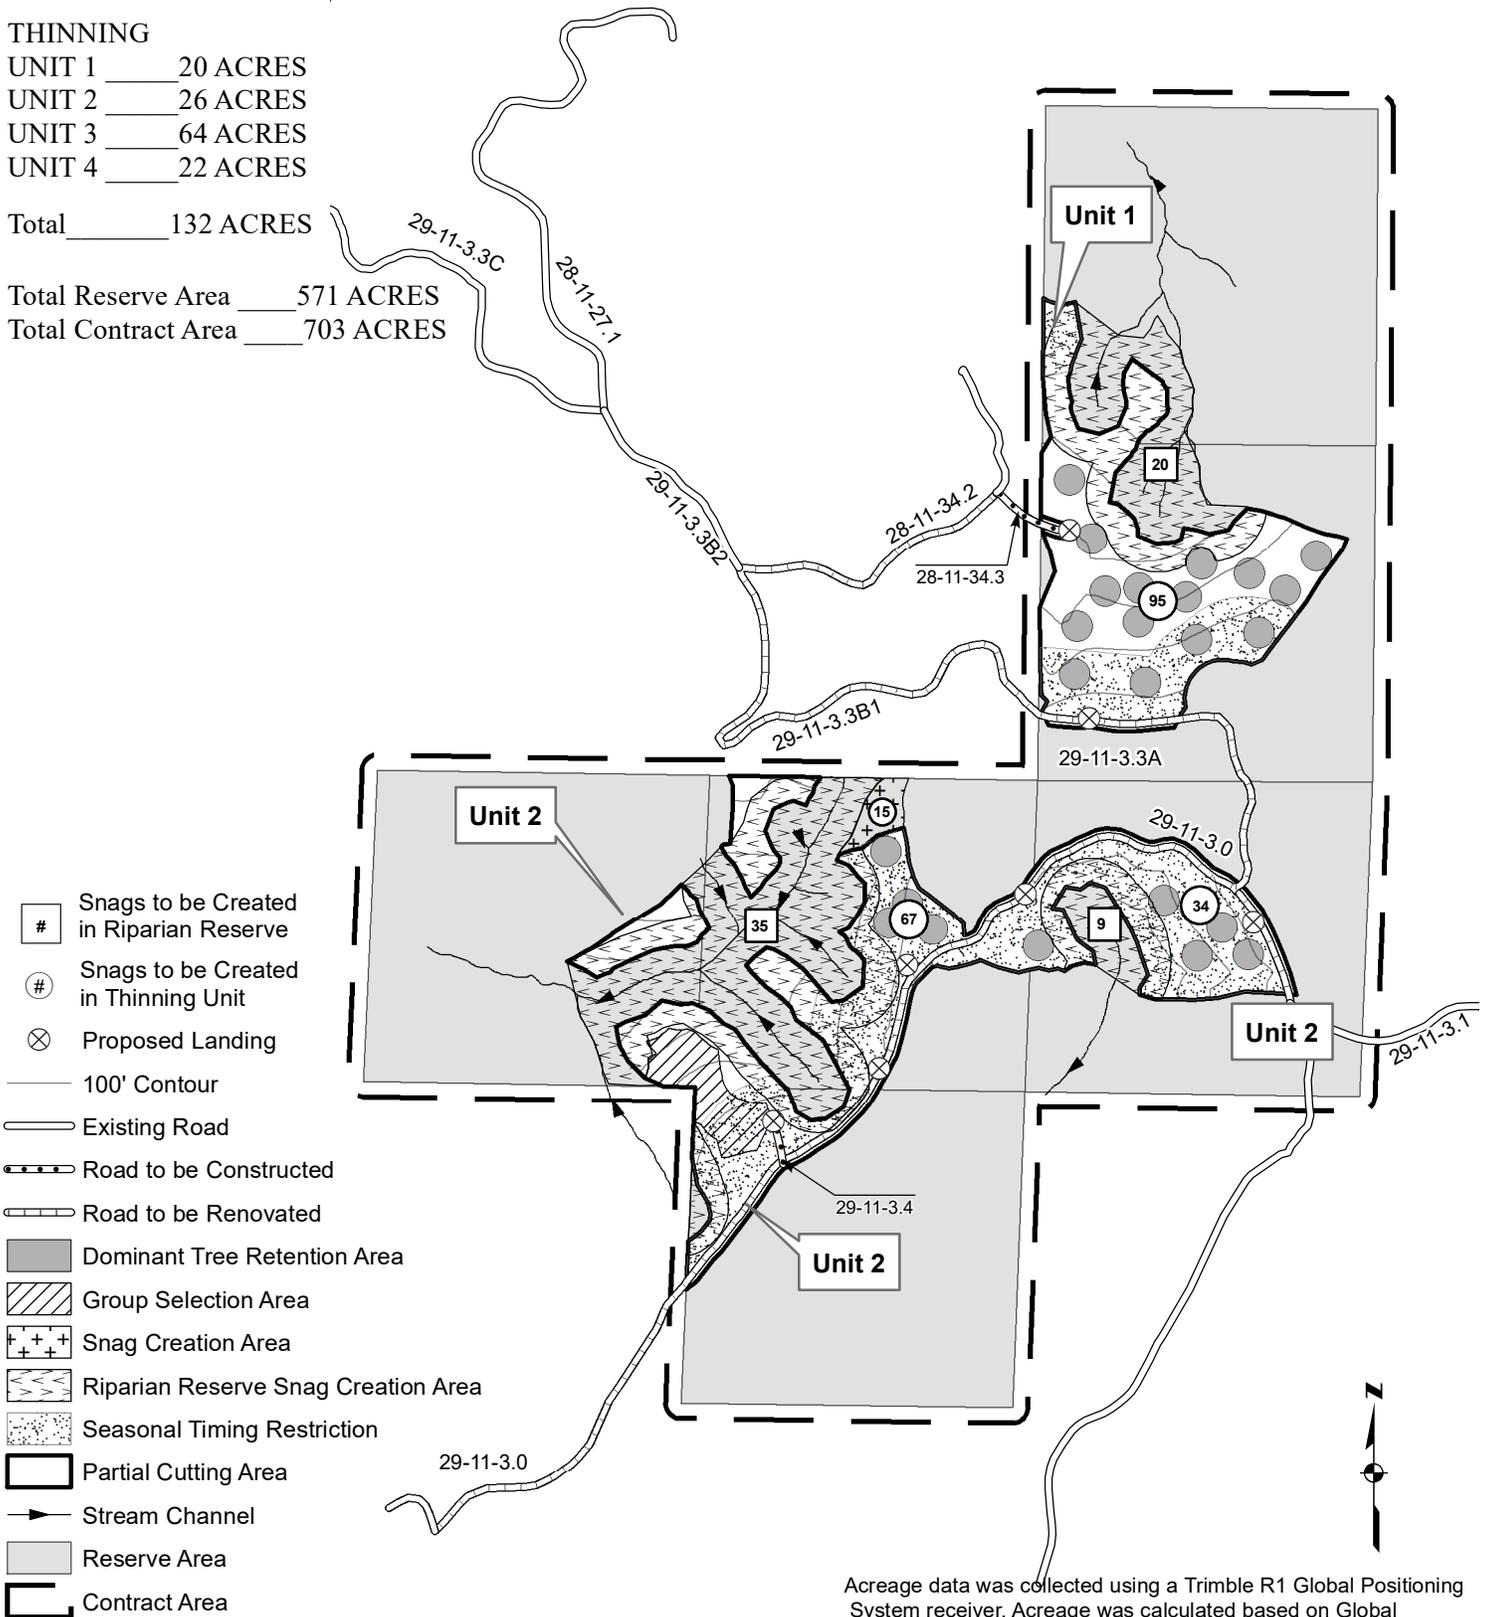 THINNING
UNIT 1 _____20 ACRES
UNIT 2 _____26 ACRES
UNIT 3 _____64 ACRES
UNIT 4 _____22 ACRES
Total_______132 ACRES
Total Reserve Area ____571 ACRES
Total Contract Area ____703 ACRES
29-11-3.3C
28-11-27.1
Unit 1
20
29-11-3.3B2
28-11-34.2
28-11-34.3
95
29-11-3.3B1
29-11-3.3A
Unit 2
15
29-11-3.0
35
67
9
34
Unit 2
29-11-3.1
29-11-3.4
Unit 2
29-11-3.0
# Snags to be Created
in Riparian Reserve
# Snags to be Created
in Thinning Unit
Proposed Landing
100' Contour
Existing Road
Road to be Constructed
Road to be Renovated
Dominant Tree Retention Area
Group Selection Area
Snag Creation Area
Riparian Reserve Snag Creation Area
Seasonal Timing Restriction
Partial Cutting Area
Stream Channel
Reserve Area
Contract Area
Z
Acreage data was collected using a Trimble R1 Global Positioning
System receiver. Acreage was calculated based on Global